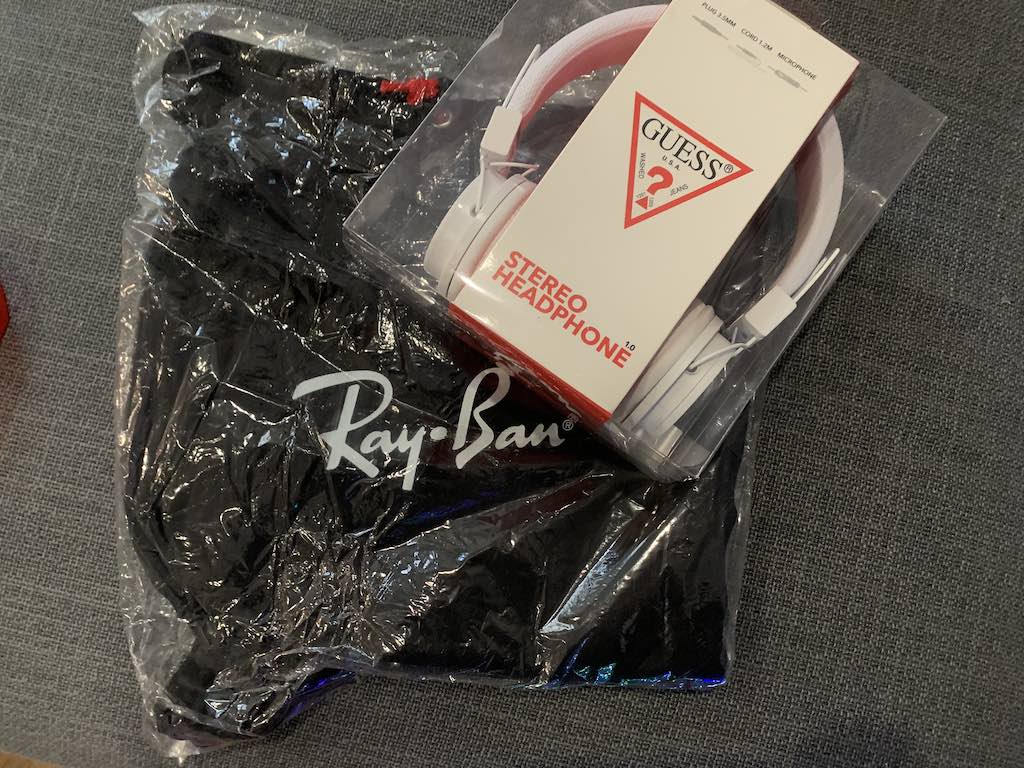 PLUG 3.5MM CORD 1.2M MICROPHONE
GUESS®
U.S.A.
WASHED
?
JEANS
STEREO
HEADPHONE 1.0
Ray-Ban®